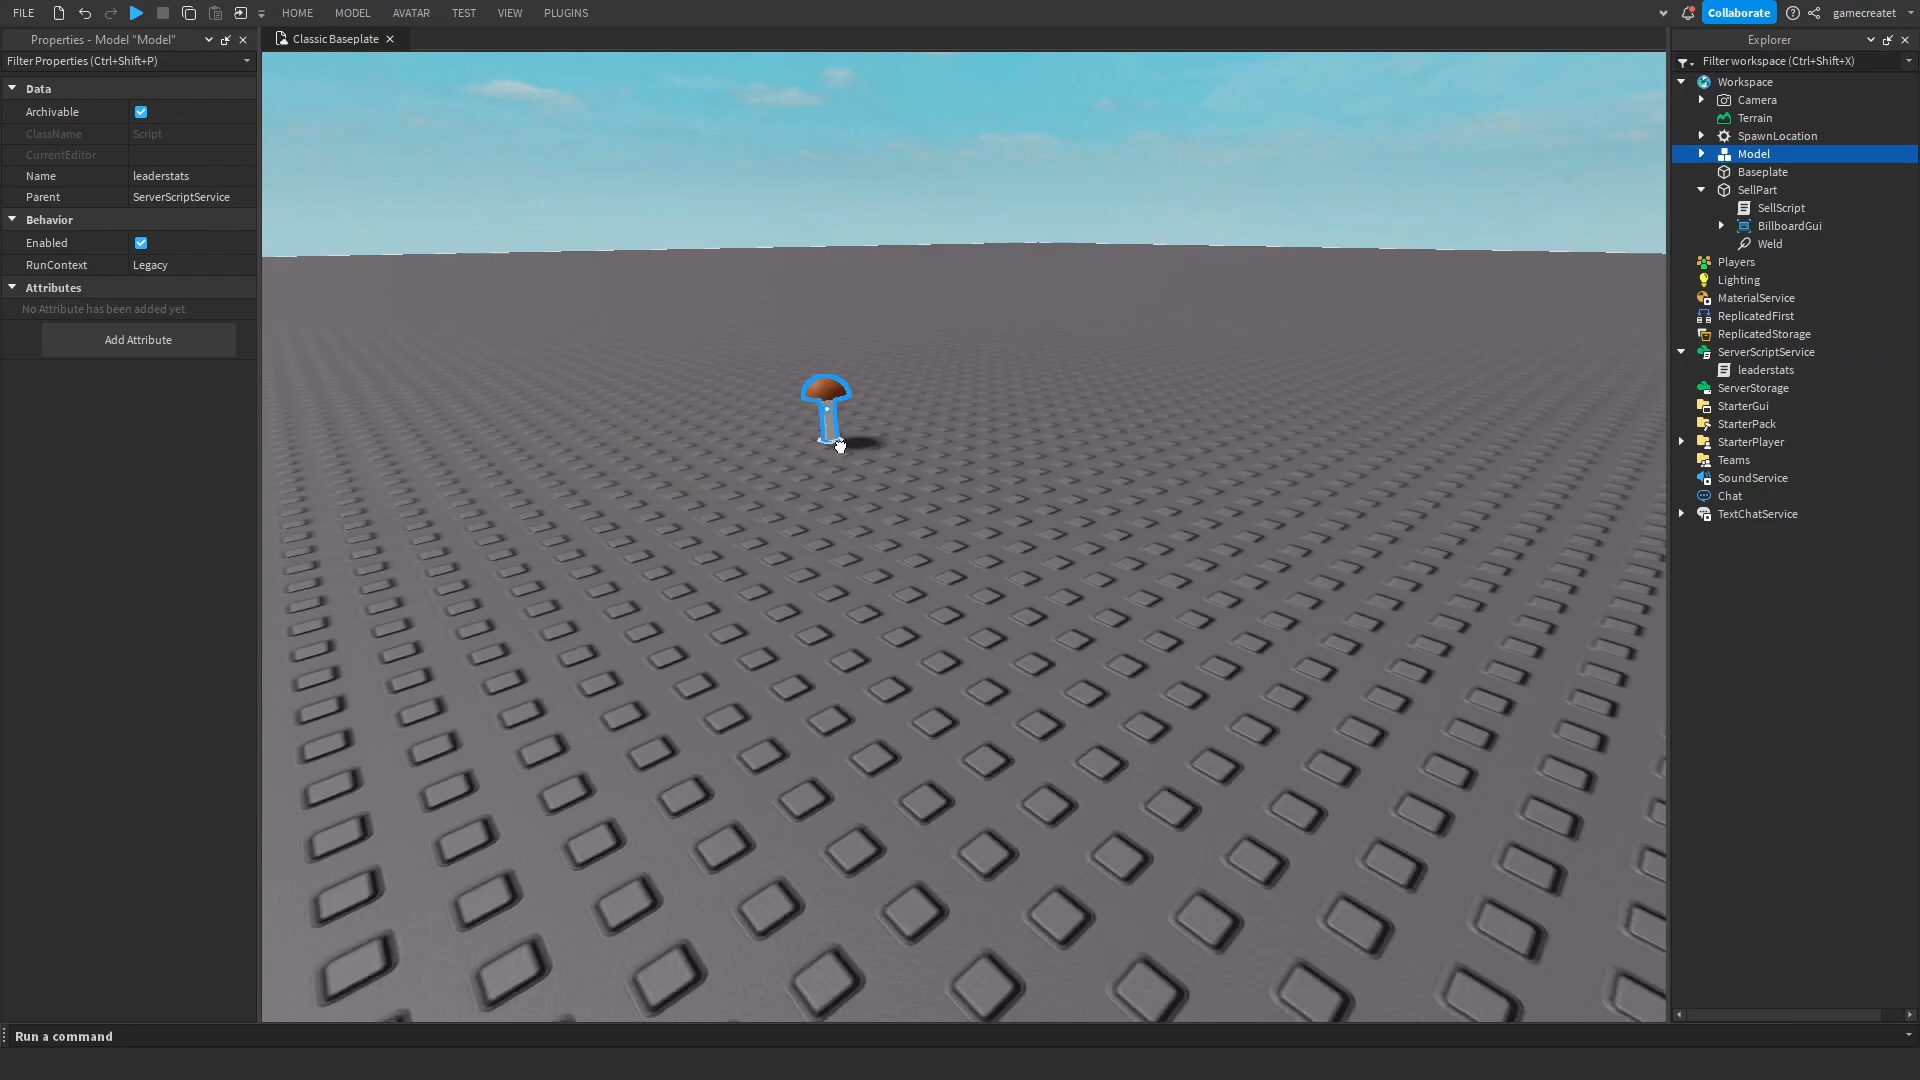 FILE HOME MODEL AVATAR TEST VIEW PLUGINS Collaborate gamecreatet
Properties - Model "Model"
Filter Properties (Ctrl+Shift+P)
Data
Archivable
ClassName Script
CurrentEditor
Name leaderstats
Parent ServerScriptService
Behavior
Enabled
RunContext Legacy
Attributes
No Attribute has been added yet
Add Attribute
Classic Baseplate
Explorer
Filter workspace (Ctrl+Shift+X)
Workspace
Camera
Terrain
SpawnLocation
Model
Baseplate
SellPart
SellScript
BillboardGui
Weld
Players
Lighting
MaterialService
ReplicatedFirst
ReplicatedStorage
ServerScriptService
leaderstats
ServerStorage
StarterGui
StarterPack
StarterPlayer
Teams
SoundService
Chat
TextChatService
Run a command